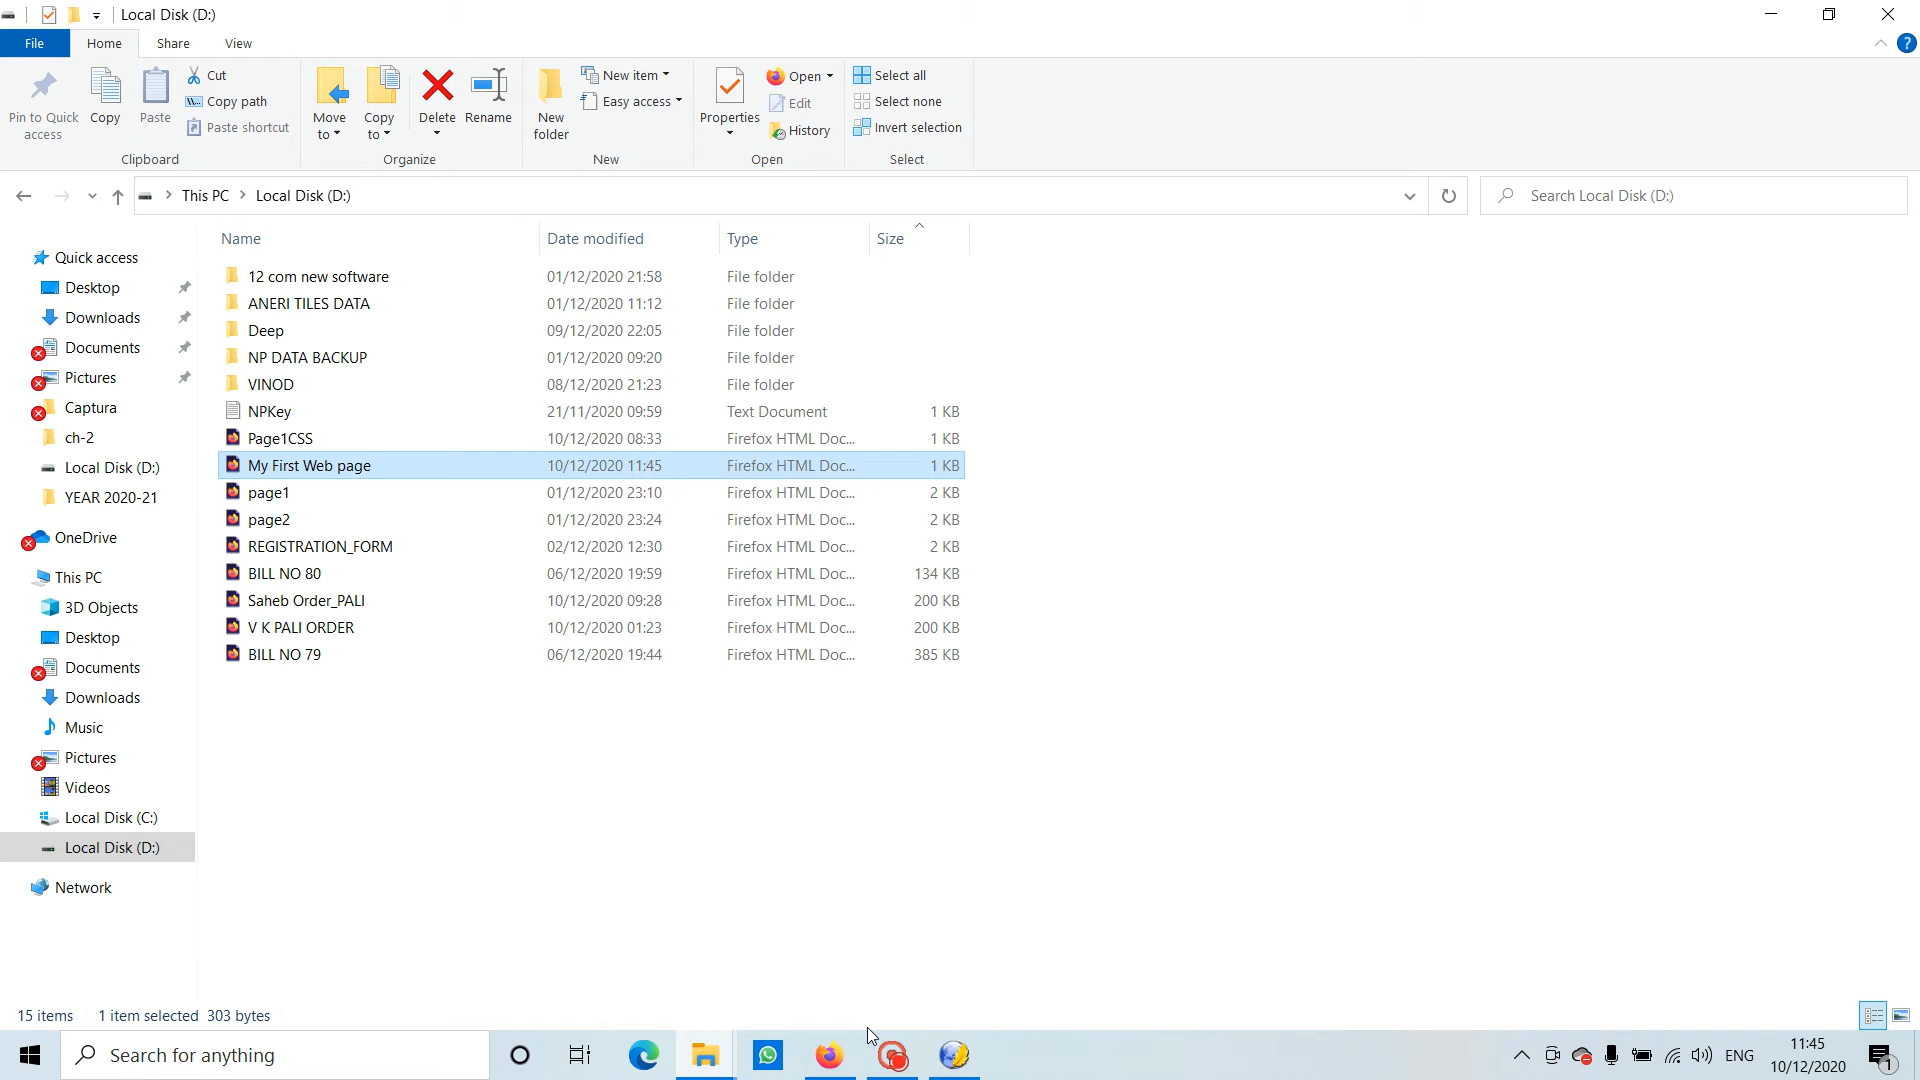 Local Disk (D:)
File Home Share View
Pin to Quick access
Copy
Paste
Cut
Copy path
Paste shortcut
Clipboard
Move to
Copy to
Delete
Rename
Organize
New folder
New item
Easy access
New
Properties
Open
Edit
History
Open
Select all
Select none
Invert selection
Select
This PC Local Disk (D:)
Search Local Disk (D:)
Name Date modified Type Size
12 com new software 01/12/2020 21:58 File folder
ANERI TILES DATA 01/12/2020 11:12 File folder
Deep 09/12/2020 22:05 File folder
NP DATA BACKUP 01/12/2020 09:20 File folder
VINOD 08/12/2020 21:23 File folder
NPKey 21/11/2020 09:59 Text Document 1 KB
Page1CSS 10/12/2020 08:33 Firefox HTML Doc... 1 KB
My First Web page 10/12/2020 11:45 Firefox HTML Doc... 1 KB
page1 01/12/2020 23:10 Firefox HTML Doc... 2 KB
page2 01/12/2020 23:24 Firefox HTML Doc... 2 KB
REGISTRATION_FORM 02/12/2020 12:30 Firefox HTML Doc... 2 KB
BILL NO 80 06/12/2020 19:59 Firefox HTML Doc... 134 KB
Saheb Order_PALI 10/12/2020 09:28 Firefox HTML Doc... 200 KB
V K PALI ORDER 10/12/2020 01:23 Firefox HTML Doc... 200 KB
BILL NO 79 06/12/2020 19:44 Firefox HTML Doc... 385 KB
Quick access
Desktop
Downloads
Documents
Pictures
Captura
ch-2
Local Disk (D:)
YEAR 2020-21
OneDrive
This PC
3D Objects
Desktop
Documents
Downloads
Music
Pictures
Videos
Local Disk (C:)
Local Disk (D:)
Network
15 items 1 item selected 303 bytes
Search for anything
ENG
11:45
10/12/2020
1